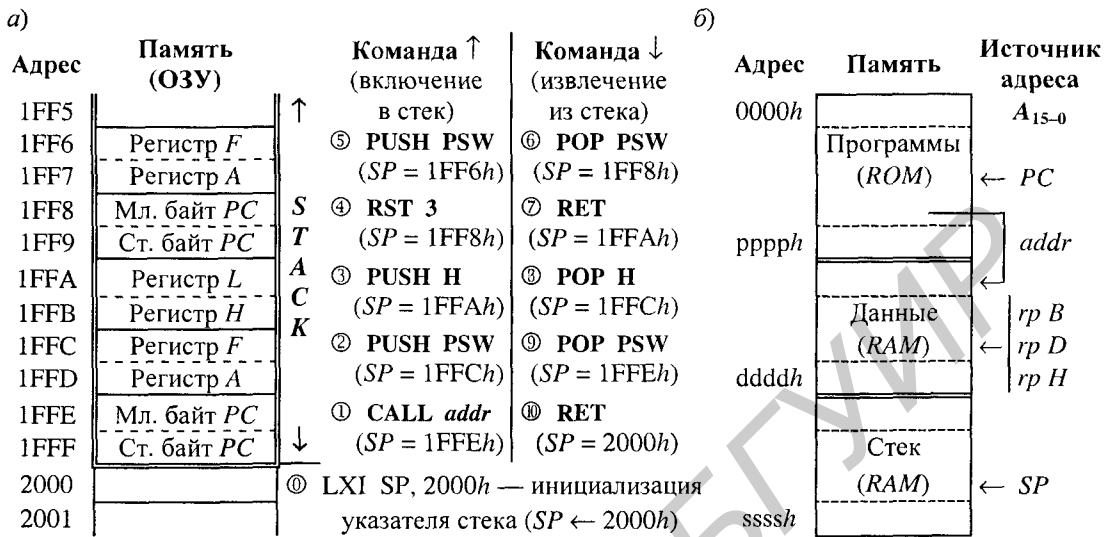 а)
б)
Адрес Память (ОЗУ) Команда ↑ (включение в стек) Команда ↓ (извлечение из стека)
1FF5 ↑
1FF6 Регистр F ⑤ PUSH PSW ⑥ POP PSW
1FF7 Регистр A (SP = 1FF6h) (SP = 1FF8h)
1FF8 Мл. байт PC ④ RST 3 ⑦ RET
1FF9 Ст. байт PC (SP = 1FF8h) (SP = 1FFAh)
1FFA Регистр L ③ PUSH H ⑧ POP H
1FFB Регистр H (SP = 1FFAh) (SP = 1FFCh)
1FFC Регистр F ② PUSH PSW ⑨ POP PSW
1FFD Регистр A (SP = 1FFCh) (SP = 1FFEh)
1FFE Мл. байт PC ① CALL addr ⑩ RET
1FFF Ст. байт PC ↓ (SP = 1FFEh) (SP = 2000h)
STACK
2000 ⓪ LXI SP, 2000h — инициализация
2001 указателя стека (SP ← 2000h)
Адрес Память Источник адреса
0000h A15–0
Программы
(ROM) ← PC
pppph addr
←
Данные rp B
(RAM) ← rp D
ddddh rp H
Стек
(RAM) ← SP
ssssh
БГУИР